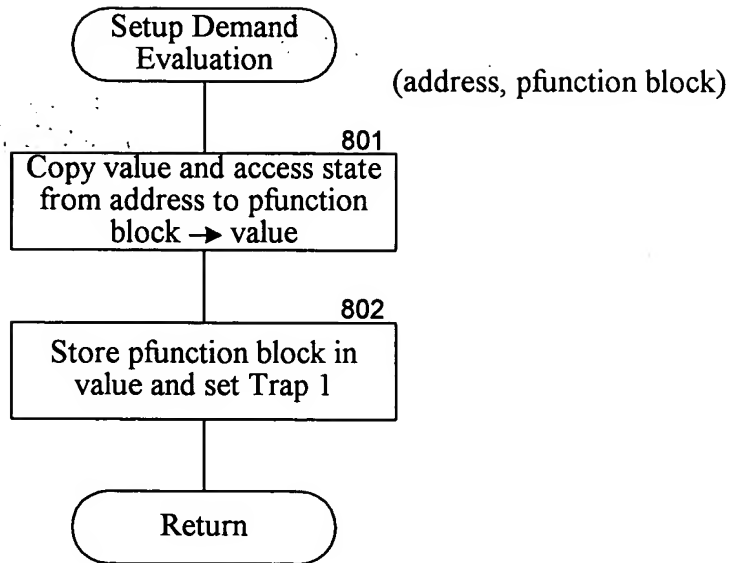 Setup Demand
Evaluation
(address, pfunction block)
801
Copy value and access state
from address to pfunction
block → value
802
Store pfunction block in
value and set Trap 1
Return